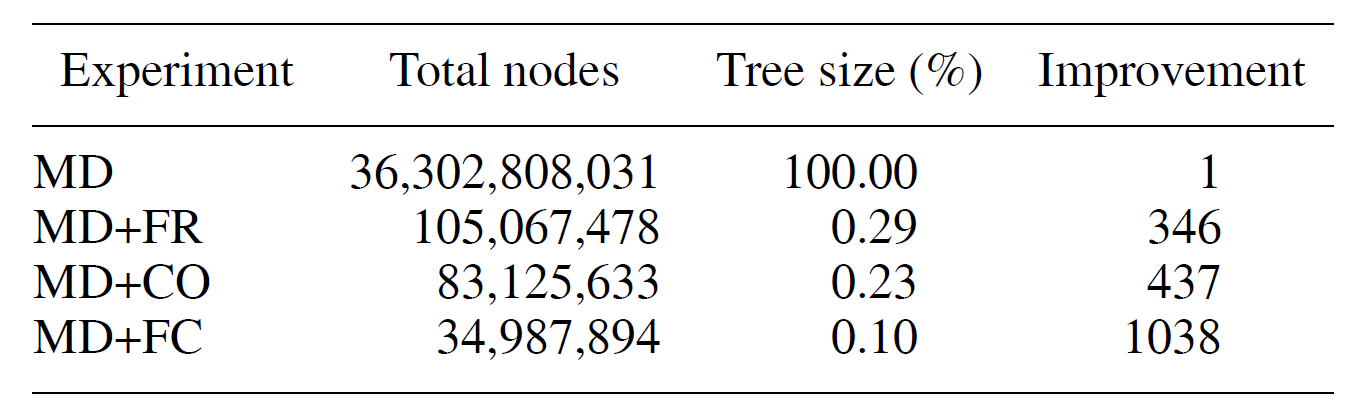 Experiment Total nodes Tree size (%) Improvement
MD 36,302,808,031 100.00 1
MD+FR 105,067,478 0.29 346
MD+CO 83,125,633 0.23 437
MD+FC 34,987,894 0.10 1038